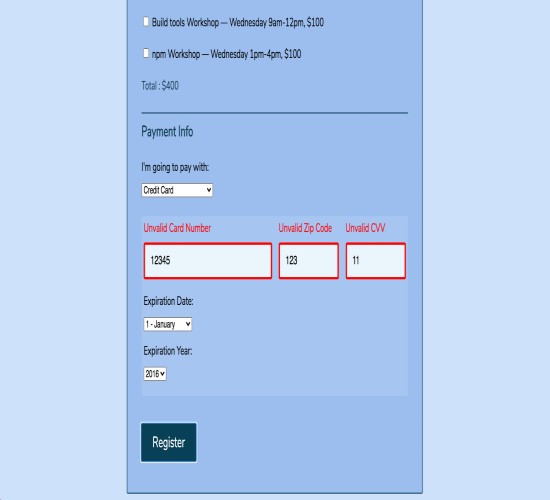 Build tools Workshop — Wednesday 9am-12pm, $100
npm Workshop — Wednesday 1pm-4pm, $100
Total : $400
Payment Info
I'm going to pay with:
Credit Card
Unvalid Card Number Unvalid Zip Code Unvalid CVV
12345 123 11
Expiration Date:
1 - January
Expiration Year:
2016
Register